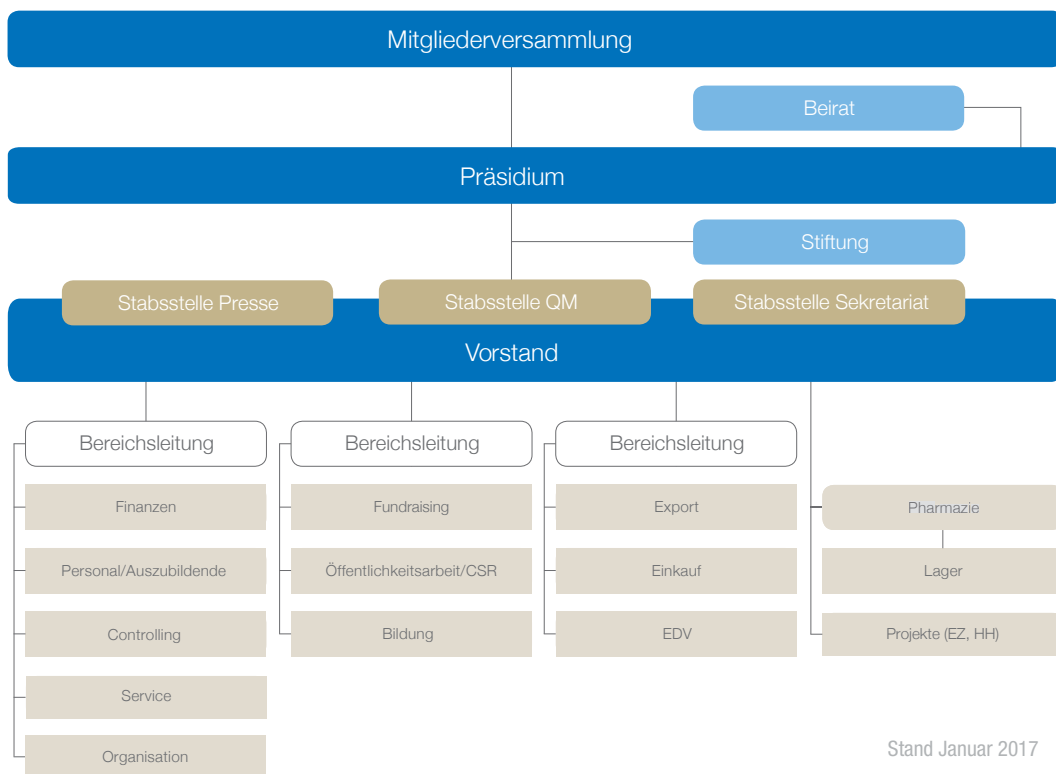 Mitgliederversammlung
Beirat
Präsidium
Stiftung
Stabsstelle Presse
Stabsstelle QM
Stabsstelle Sekretariat
Vorstand
Bereichsleitung
Finanzen
Personal/Auszubildende
Controlling
Service
Organisation
Bereichsleitung
Fundraising
Öffentlichkeitsarbeit/CSR
Bildung
Bereichsleitung
Export
Einkauf
EDV
Pharmazie
Lager
Projekte (EZ, HH)
Stand Januar 2017